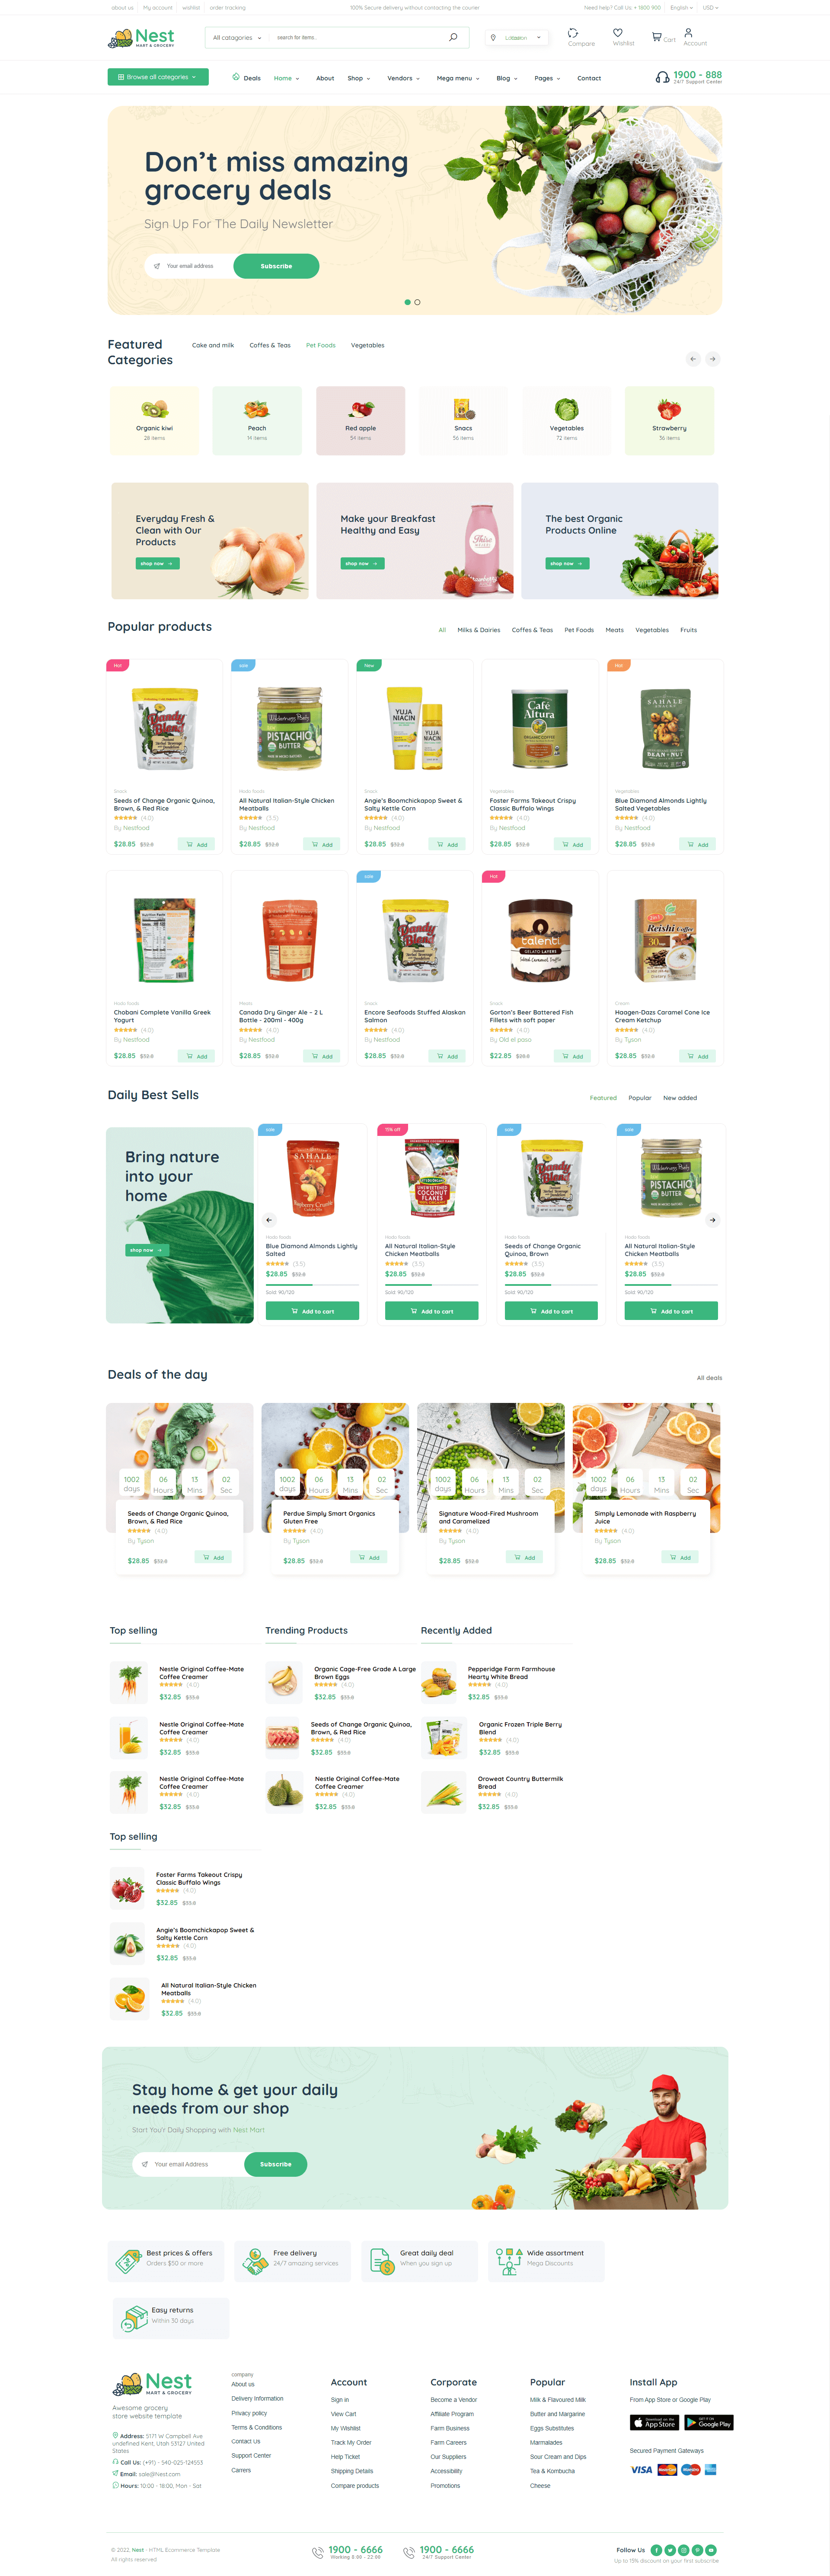 about us My account wishlist order tracking
100% Secure delivery without contacting the courier
Need help? Call Us: + 1800 900 English USD
Nest
MART & GROCERY
All catagories search for items..
Compare Wishlist Cart Account
Browse all categories
Deals Home About Shop Vendors Mega menu Blog Pages Contact
1900 - 888
24/7 Support Center
Don't miss amazing
grocery deals
Sign Up For The Daily Newsletter
Your email address Subscribe
Featured
Categories
Cake and milk Coffes & Teas Pet Foods Vegetables
Organic kiwi Peach Red apple Snacs Vegetables Strawberry
28 items 14 items 54 items 56 items 72 items 36 items
Everyday Fresh &
Clean with Our
Products
shop now
Make your Breakfast
Healthy and Easy
shop now
The best Organic
Products Online
shop now
Popular products
All Milks & Dairies Coffes & Teas Pet Foods Meats Vegetables Fruits
Hot
Snack
Seeds of Change Organic Quinoa,
Brown, & Red Rice
(4.0)
By Nestfood
$28.85 $32.8 Add
sale
Hodo foods
All Natural Italian-Style Chicken
Meatballs
(3.5)
By Nestfood
$28.85 $32.8 Add
New
YUJA
NIACIN
Snack
Angie's Boomchickapop Sweet &
Salty Kettle Corn
(4.0)
By Nestfood
$28.85 $32.8 Add
Café
Altura
ORGANIC COFFEE
Vegetables
Foster Farms Takeout Crispy
Classic Buffalo Wings
(4.0)
By Nestfood
$28.85 $32.8 Add
Hot
SAHALE
Vegetables
Blue Diamond Almonds Lightly
Salted Vegetables
(4.0)
By Nestfood
$28.85 $32.8 Add
Hodo foods
Chobani Complete Vanilla Greek
Yogurt
(4.0)
By Nestfood
$28.85 $32.8 Add
Meats
Canada Dry Ginger Ale – 2 L
Bottle - 200ml - 400g
(4.0)
By Nestfood
$28.85 $32.8 Add
sale
Snack
Encore Seafoods Stuffed Alaskan
Salmon
(4.0)
By Nestfood
$28.85 $32.8 Add
Hot
talenti
GELATO LAYERS
Snack
Gorton's Beer Battered Fish
Fillets with soft paper
(4.0)
By Old el paso
$22.85 $28.8 Add
Reishi Coffee
Cream
Haagen-Dazs Caramel Cone Ice
Cream Ketchup
(4.0)
By Tyson
$28.85 $32.8 Add
Daily Best Sells
Featured Popular New added
Bring nature
into your
home
shop now
sale
SAHALE
Hodo foods
Blue Diamond Almonds Lightly
Salted
(3.5)
$28.85 $32.8
Sold: 90/120
Add to cart
15% off
UNSWEETENED
COCONUT
FLAKES
Hodo foods
All Natural Italian-Style
Chicken Meatballs
(3.5)
$28.85 $32.8
Sold: 90/120
Add to cart
sale
Hodo foods
Seeds of Change Organic
Quinoa, Brown
(3.5)
$28.85 $32.8
Sold: 90/120
Add to cart
sale
PISTACHIO
BUTTER
Hodo foods
All Natural Italian-Style
Chicken Meatballs
(3.5)
$28.85 $32.8
Sold: 90/120
Add to cart
Deals of the day
All deals
1002 06 13 02
days Hours Mins Sec
Seeds of Change Organic Quinoa,
Brown, & Red Rice
(4.0)
By Tyson
$28.85 $32.8 Add
1002 06 13 02
days Hours Mins Sec
Perdue Simply Smart Organics
Gluten Free
(4.0)
By Tyson
$28.85 $32.8 Add
1002 06 13 02
days Hours Mins Sec
Signature Wood-Fired Mushroom
and Caramelized
(4.0)
By Tyson
$28.85 $32.8 Add
1002 06 13 02
days Hours Mins Sec
Simply Lemonade with Raspberry
Juice
(4.0)
By Tyson
$28.85 $32.8 Add
Top selling
Nestle Original Coffee-Mate
Coffee Creamer
(4.0)
$32.85 $33.8
Nestle Original Coffee-Mate
Coffee Creamer
(4.0)
$32.85 $33.8
Nestle Original Coffee-Mate
Coffee Creamer
(4.0)
$32.85 $33.8
Trending Products
Organic Cage-Free Grade A Large
Brown Eggs
(4.0)
$32.85 $33.8
Seeds of Change Organic Quinoa,
Brown, & Red Rice
(4.0)
$32.85 $33.8
Nestle Original Coffee-Mate
Coffee Creamer
(4.0)
$32.85 $33.8
Recently Added
Pepperidge Farm Farmhouse
Hearty White Bread
(4.0)
$32.85 $33.8
Organic Frozen Triple Berry
Blend
(4.0)
$32.85 $33.8
Oroweat Country Buttermilk
Bread
(4.0)
$32.85 $33.8
Top selling
Foster Farms Takeout Crispy
Classic Buffalo Wings
(4.0)
$32.85 $33.8
Angie's Boomchickapop Sweet &
Salty Kettle Corn
(4.0)
$32.85 $33.8
All Natural Italian-Style Chicken
Meatballs
(4.0)
$32.85 $33.8
Stay home & get your daily
needs from our shop
Start You'r Daily Shopping with Nest Mart
Your email Address Subscribe
Best prices & offers
Orders $50 or more
Free delivery
24/7 amazing services
Great daily deal
When you sign up
Wide assortment
Mega Discounts
Easy returns
Within 30 days
Nest
MART & GROCERY
Awesome grocery
store website template
Address: 5171 W Campbell Ave
undefined Kent, Utah 53127 United
States
Call Us: (+91) - 540-025-124553
Email: sale@Nest.com
Hours: 10:00 - 18:00, Mon - Sat
company
About us
Delivery Information
Privacy policy
Terms & Conditions
Contact Us
Support Center
Carrers
Account
Sign in
View Cart
My Wishlist
Track My Order
Help Ticket
Shipping Details
Compare products
Corporate
Become a Vendor
Affiliate Program
Farm Business
Farm Careers
Our Suppliers
Accessibility
Promotions
Popular
Milk & Flavoured Milk
Butter and Margarine
Eggs Substitutes
Marmalades
Sour Cream and Dips
Tea & Kombucha
Cheese
Install App
From App Store or Google Play
App Store Google Play
Secured Payment Gateways
VISA
© 2022, Nest - HTML Ecommerce Template
All rights reserved
1900 - 6666
Working 8:00 - 22:00
1900 - 6666
24/7 Support Center
Follow Us
Up to 15% discount on your first subscribe